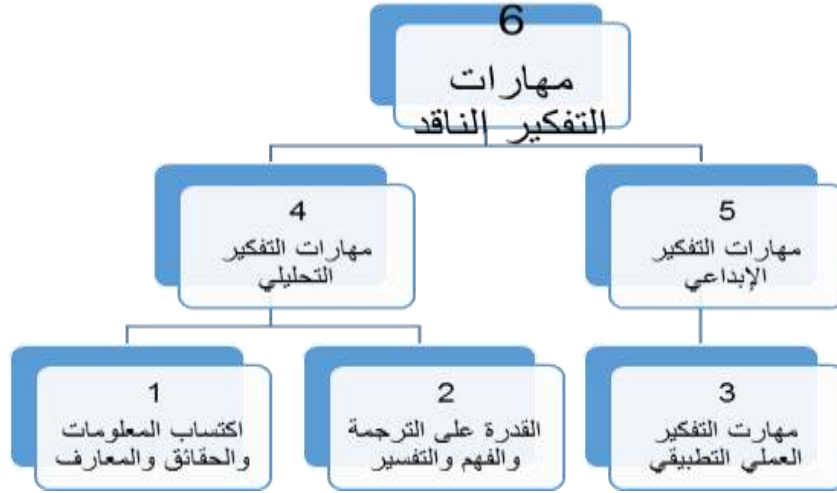 6
مهارات
التفكير الناقد
4
مهارات التفكير
التحليلي
5
مهارات التفكير
الإبداعي
1
اكتساب المعلومات
والحقائق والمعارف
2
القدرة على الترجمة
والفهم والتفسير
3
مهارت التفكير
العملي التطبيقي